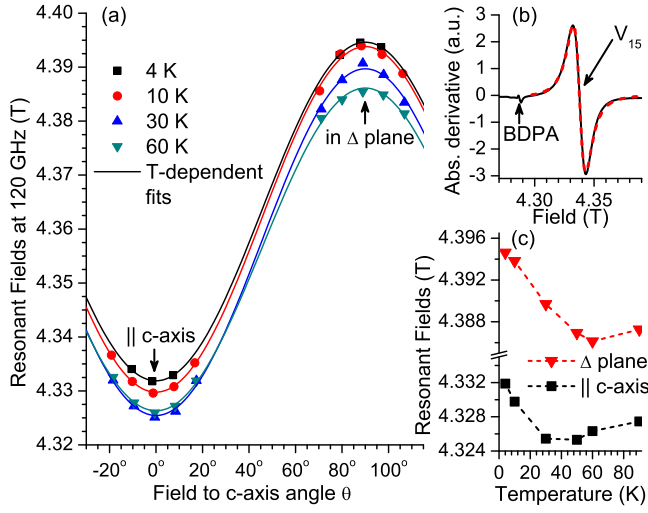 (a)
4.40
4.39
4.38
4.37
4.36
4.35
4.34
4.33
4.32
Resonant Fields at 120 GHz (T)
4 K
10 K
30 K
60 K
T-dependent
fits
in Δ plane
|| c-axis
-20° 0° 20° 40° 60° 80° 100°
Field to c-axis angle θ
(b)
3
2
1
0
-1
-2
-3
Abs. derivative (a.u.)
V15
BDPA
4.30 4.35
Field (T)
(c)
4.396
4.392
4.388
4.332
4.328
4.324
Resonant Fields (T)
Δ plane
|| c-axis
0 20 40 60 80
Temperature (K)